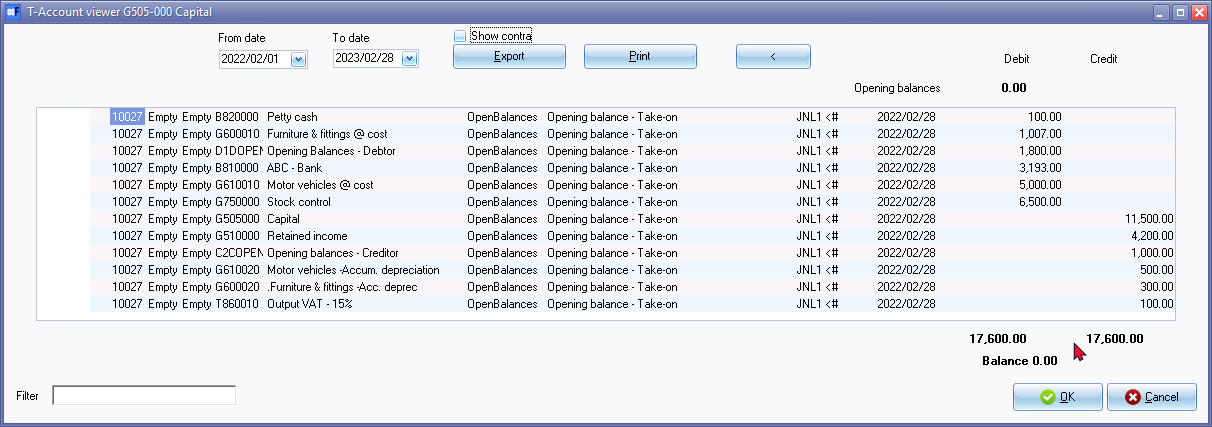 T-Account viewer G505-000 Capital
From date To date Show contra
2022/02/01 2023/02/28 Export Print < Debit Credit
Opening balances 0.00
10027 Empty Empty B820000 Petty cash OpenBalances Opening balance - Take-on JNL1 <# 2022/02/28 100.00
10027 Empty Empty G600010 Furniture & fittings @ cost OpenBalances Opening balance - Take-on JNL1 <# 2022/02/28 1,007.00
10027 Empty Empty D1DOPEN Opening Balances - Debtor OpenBalances Opening balance - Take-on JNL1 <# 2022/02/28 1,800.00
10027 Empty Empty B810000 ABC - Bank OpenBalances Opening balance - Take-on JNL1 <# 2022/02/28 3,193.00
10027 Empty Empty G610010 Motor vehicles @ cost OpenBalances Opening balance - Take-on JNL1 <# 2022/02/28 5,000.00
10027 Empty Empty G750000 Stock control OpenBalances Opening balance - Take-on JNL1 <# 2022/02/28 6,500.00
10027 Empty Empty G505000 Capital OpenBalances Opening balance - Take-on JNL1 <# 2022/02/28 11,500.00
10027 Empty Empty G510000 Retained income OpenBalances Opening balance - Take-on JNL1 <# 2022/02/28 4,200.00
10027 Empty Empty C2COPEN Opening balances - Creditor OpenBalances Opening balance - Take-on JNL1 <# 2022/02/28 1,000.00
10027 Empty Empty G610020 Motor vehicles -Accum. depreciation OpenBalances Opening balance - Take-on JNL1 <# 2022/02/28 500.00
10027 Empty Empty G600020 .Furniture & fittings -Acc. deprec OpenBalances Opening balance - Take-on JNL1 <# 2022/02/28 300.00
10027 Empty Empty T860010 Output VAT - 15% OpenBalances Opening balance - Take-on JNL1 <# 2022/02/28 100.00
17,600.00 17,600.00
Balance 0.00
Filter OK Cancel